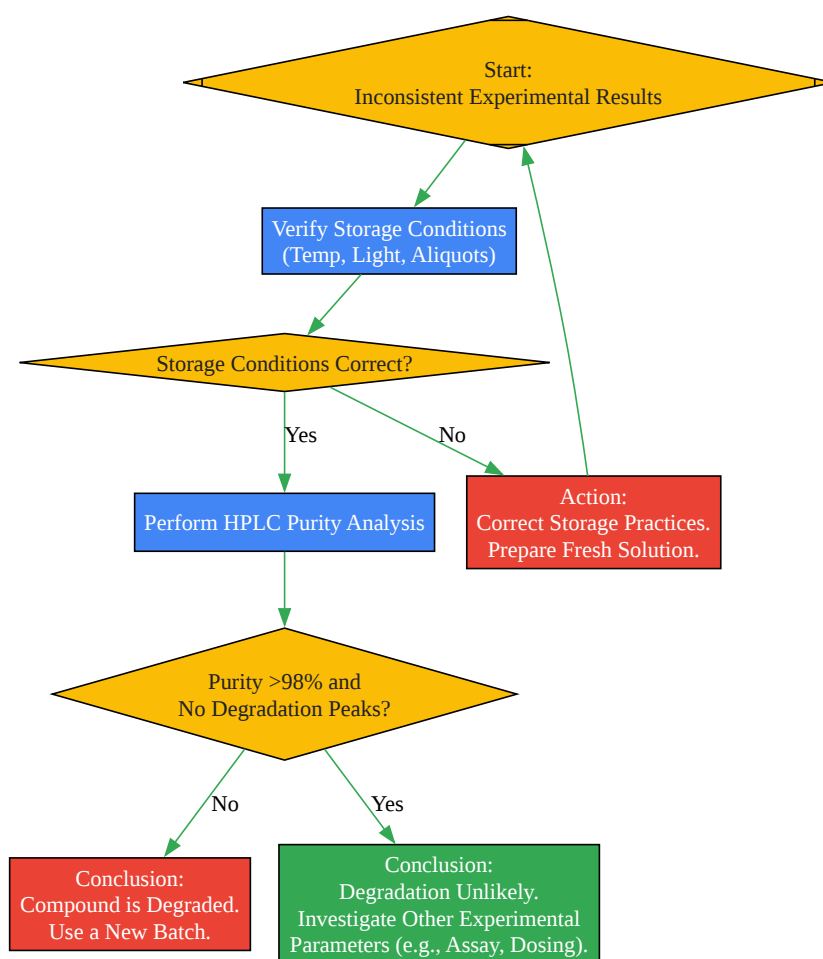 Start:
Inconsistent Experimental Results
Verify Storage Conditions
(Temp, Light, Aliquots)
Storage Conditions Correct?
Yes
No
Perform HPLC Purity Analysis
Action:
Correct Storage Practices.
Prepare Fresh Solution.
Purity >98% and
No Degradation Peaks?
No
Yes
Conclusion:
Compound is Degraded.
Use a New Batch.
Conclusion:
Degradation Unlikely.
Investigate Other Experimental
Parameters (e.g., Assay, Dosing).